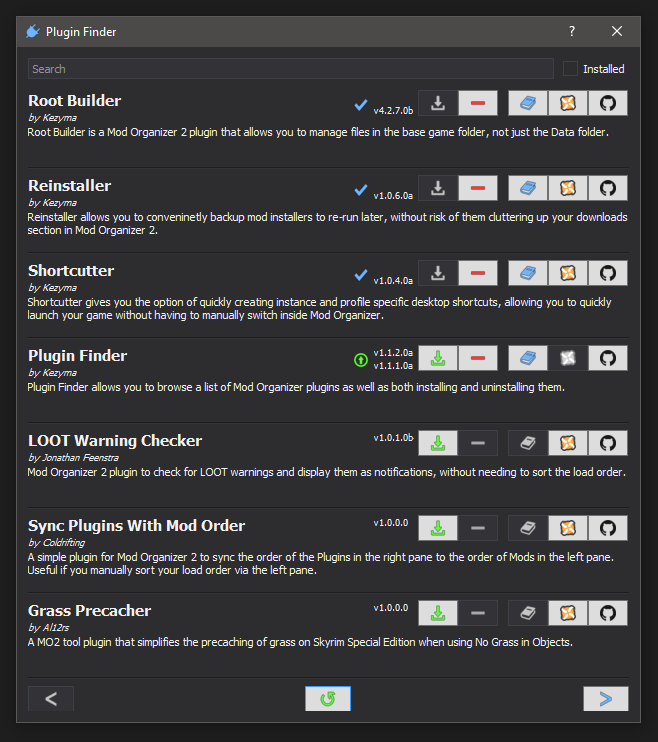 Plugin Finder
?
Search
Installed
Root Builder
v4.2.7.0b
by Kezyma
Root Builder is a Mod Organizer 2 plugin that allows you to manage files in the base game folder, not just the Data folder.
Reinstaller
v1.0.6.0a
by Kezyma
Reinstaller allows you to conveninetly backup mod installers to re-run later, without risk of them cluttering up your downloads
section in Mod Organizer 2.
Shortcutter
v1.0.4.0a
by Kezyma
Shortcutter gives you the option of quickly creating instance and profile specific desktop shortcuts, allowing you to quickly
launch your game without having to manually switch inside Mod Organizer.
Plugin Finder
v1.1.2.0a
v1.1.1.0a
by Kezyma
Plugin Finder allows you to browse a list of Mod Organizer plugins as well as both installing and uninstalling them.
LOOT Warning Checker
v1.0.1.0b
by Jonathan Feenstra
Mod Organizer 2 plugin to check for LOOT warnings and display them as notifications, without needing to sort the load order.
Sync Plugins With Mod Order
v1.0.0.0
by Coldrifting
A simple plugin for Mod Organizer 2 to sync the order of the Plugins in the right pane to the order of Mods in the left pane.
Useful if you manually sort your load order via the left pane.
Grass Precacher
v1.0.0.0
by Al12rs
A MO2 tool plugin that simplifies the precaching of grass on Skyrim Special Edition when using No Grass in Objects.